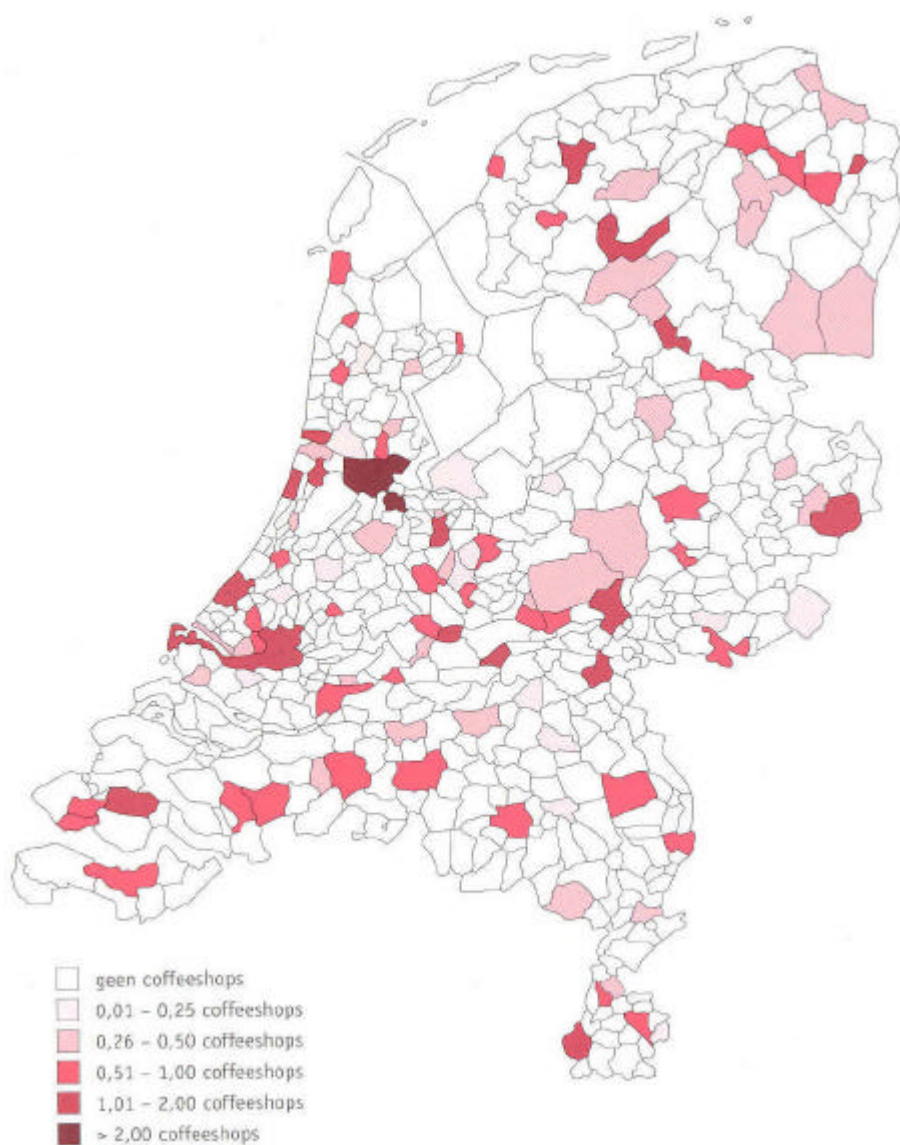 geen coffeeshops
0,01 – 0,25 coffeeshops
0,26 – 0,50 coffeeshops
0,51 – 1,00 coffeeshops
1,01 – 2,00 coffeeshops
> 2,00 coffeeshops